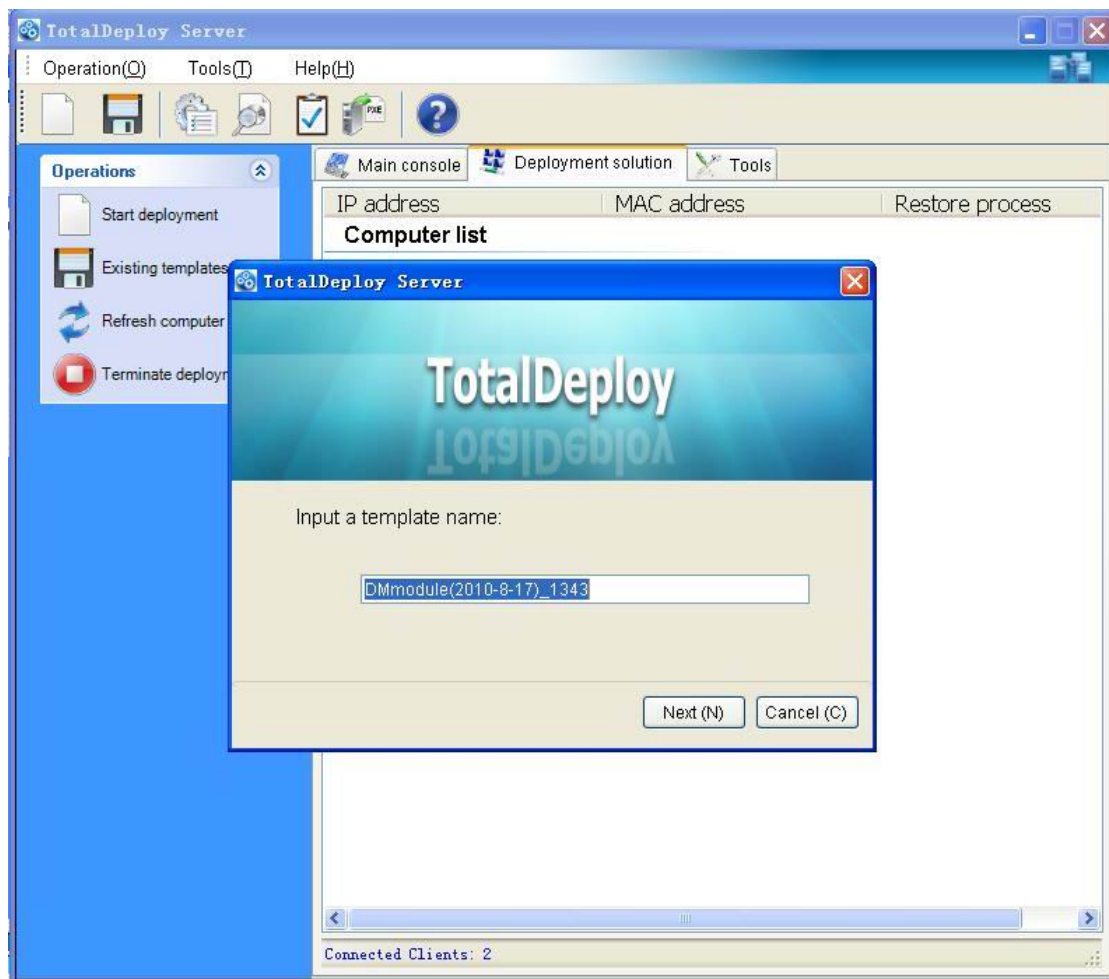 TotalDeploy Server
Operation(O) Tools(T) Help(H)
PXE
Operations
Start deployment
Existing templates
Refresh computer
Terminate deploy
Main console Deployment solution Tools
IP address MAC address Restore process
Computer list
TotalDeploy Server
TotalDeploy
Input a template name:
DMmodule(2010-8-17)_1343
Next (N) Cancel (C)
Connected Clients: 2